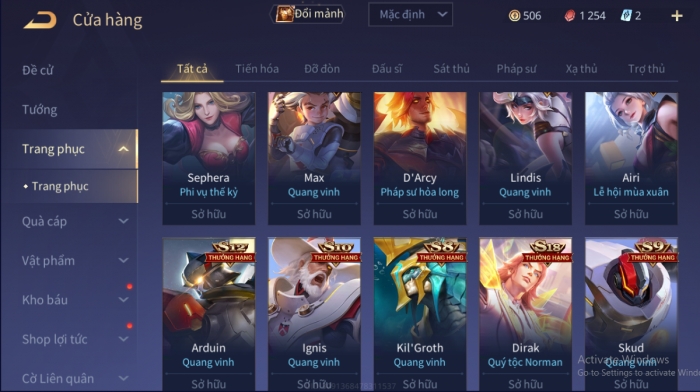 Cửa hàng
Đổi mảnh
Mặc định
506
1 254
2
Đề cử
Tướng
Trang phục
Trang phục
Quà cáp
Vật phẩm
Kho báu
Shop lợi tức
Cờ Liên quân
Tất cả Tiến hóa Đỡ đòn Đấu sĩ Sát thủ Pháp sư Xạ thủ Trợ thủ
Sephera Max D'Arcy Lindis Airi
Phi vụ thế kỷ Quang vinh Pháp sư hỏa long Quang vinh Lễ hội mùa xuân
Sở hữu Sở hữu Sở hữu Sở hữu Sở hữu
S12 S10 S8 S18 S9
THƯỞNG HẠNG THƯỞNG HẠNG THƯỞNG HẠNG THƯỞNG HẠNG THƯỞNG HẠNG
Arduin Ignis Kil'Groth Dirak Skud
Quang vinh Quang vinh Quang vinh Quý tộc Norman Quang vinh
Sở hữu Sở hữu Sở hữu Sở hữu Sở hữu
Activate Windows
Go to Settings to activate Wind